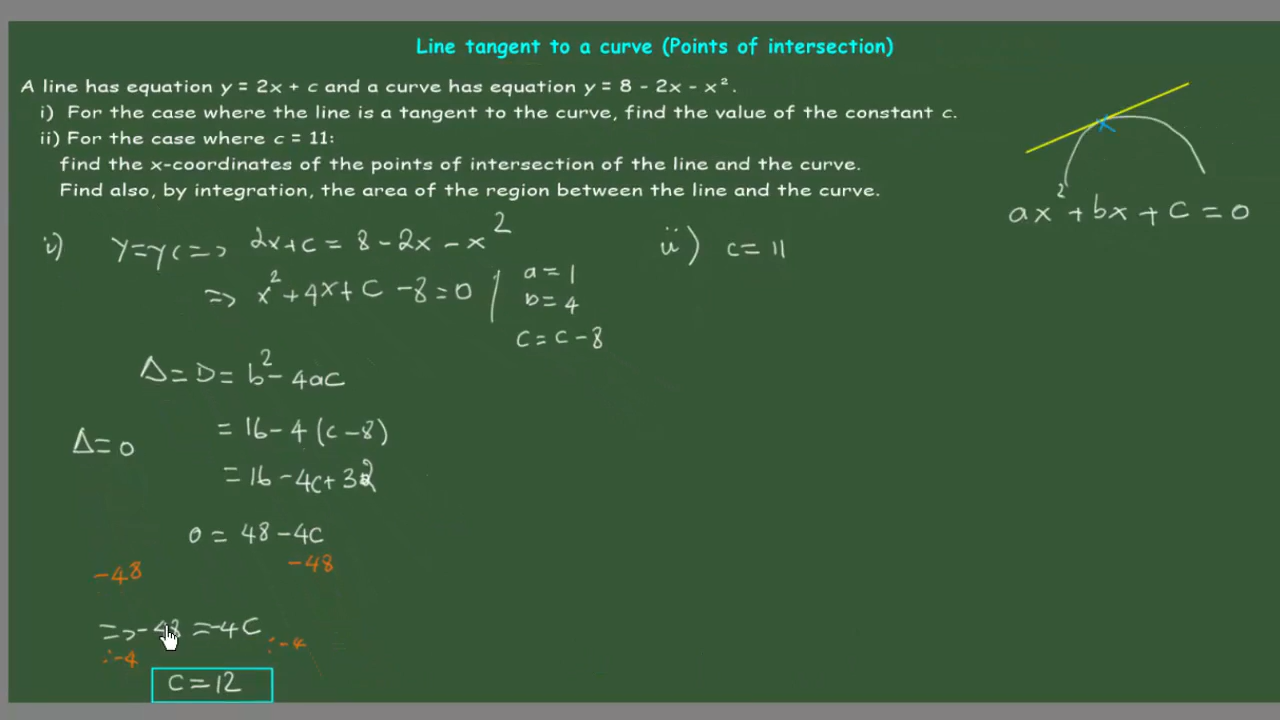 Line tangent to a curve (Points of intersection)
A line has equation y = 2x + c and a curve has equation y = 8 - 2x - x².
i) For the case where the line is a tangent to the curve, find the value of the constant c.
ii) For the case where c = 11:
find the x-coordinates of the points of intersection of the line and the curve.
Find also, by integration, the area of the region between the line and the curve.
ax² + bx + c = 0
i) y = yc => 2x + c = 8 - 2x - x²
=> x² + 4x + c - 8 = 0
a = 1
b = 4
c = c - 8
Δ = D = b² - 4ac
= 16 - 4(c - 8)
Δ = 0
= 16 - 4c + 32
0 = 48 - 4c
-48 -48
=> -48 = -4c
÷-4 ÷-4
c = 12
ii) c = 11